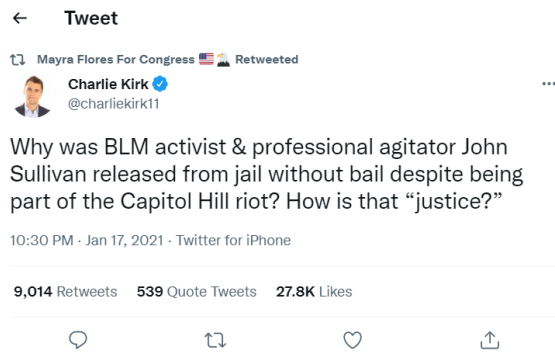 Tweet
Mayra Flores For Congress 🇺🇸 🦅 Retweeted
Charlie Kirk
@charliekirk11
Why was BLM activist & professional agitator John
Sullivan released from jail without bail despite being
part of the Capitol Hill riot? How is that “justice?”
10:30 PM · Jan 17, 2021 · Twitter for iPhone
9,014 Retweets 539 Quote Tweets 27.8K Likes